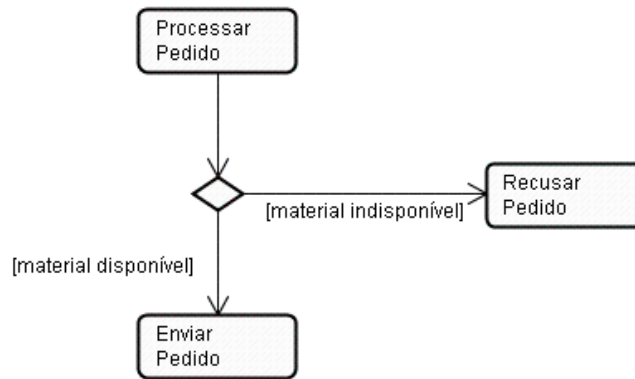 Processar
Pedido
[material indisponível]
Recusar
Pedido
[material disponível]
Enviar
Pedido